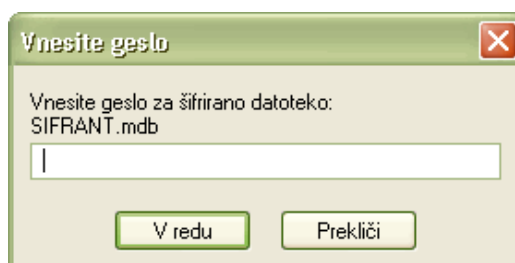 Vnesite geslo
Vnesite geslo za šifrirano datoteko:
SIFRANT.mdb
V redu
Prekliči